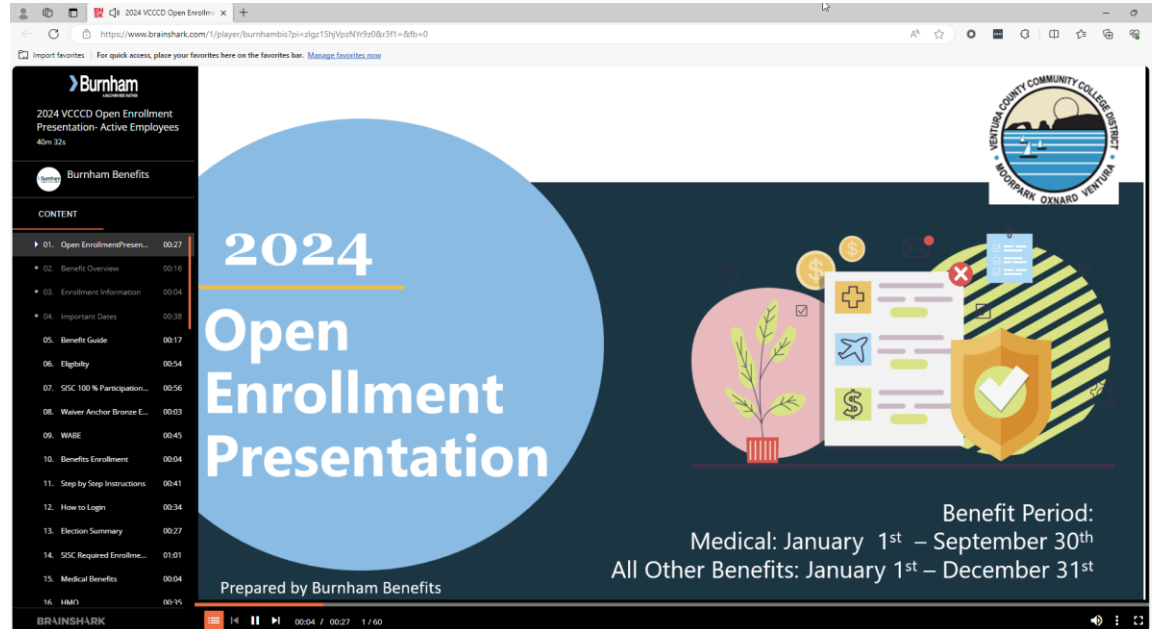 2024 VCCCD Open Enrollme
https://www.brainshark.com/1/player/burnhambis?pi=zlgz15hjVpzNYr9z0&r3f1=&fb=0
Import favorites
For quick access, place your favorites here on the favorites bar. Manage favorites now
Burnham
2024 VCCCD Open Enrollment
Presentation- Active Employees
40m 32s
Burnham Benefits
CONTENT
01. Open EnrollmentPresen... 00:27
02. Benefit Overview 00:16
03. Enrollment Information 00:04
04. Important Dates 00:38
05. Benefit Guide 00:17
06. Eligibilty 00:54
07. SISC 100 % Participation... 00:56
08. Waiver Anchor Bronze E... 00:03
09. WABE 00:45
10. Benefits Enrollment 00:04
11. Step by Step Instructions 00:41
12. How to Login 00:34
13. Election Summary 00:27
14. SISC Required Enrollme... 01:01
15. Medical Benefits 00:04
16. HMO 00:35
BRAINSHARK
VENTURA COUNTY COMMUNITY COLLEGE DISTRICT
MOORPARK OXNARD VENTURA
2024
Open
Enrollment
Presentation
Benefit Period:
Medical: January 1st – September 30th
All Other Benefits: January 1st – December 31st
Prepared by Burnham Benefits
00:04 / 00:27 1 / 60